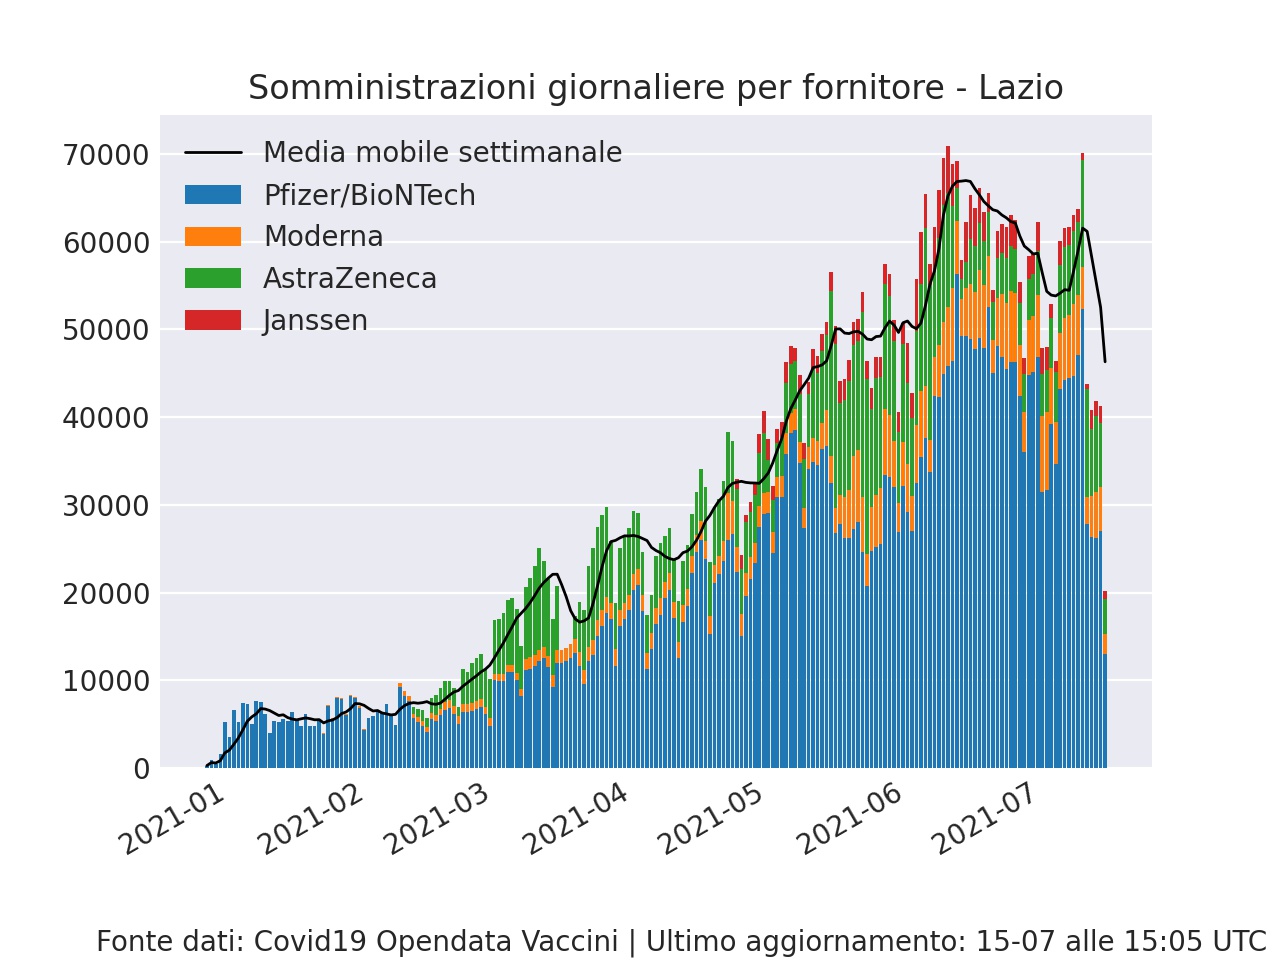 Somministrazioni giornaliere per fornitore - Lazio
Media mobile settimanale
Pfizer/BioNTech
Moderna
AstraZeneca
Janssen
70000
60000
50000
40000
30000
20000
10000
0
2021-01
2021-02
2021-03
2021-04
2021-05
2021-06
2021-07
Fonte dati: Covid19 Opendata Vaccini | Ultimo aggiornamento: 15-07 alle 15:05 UTC